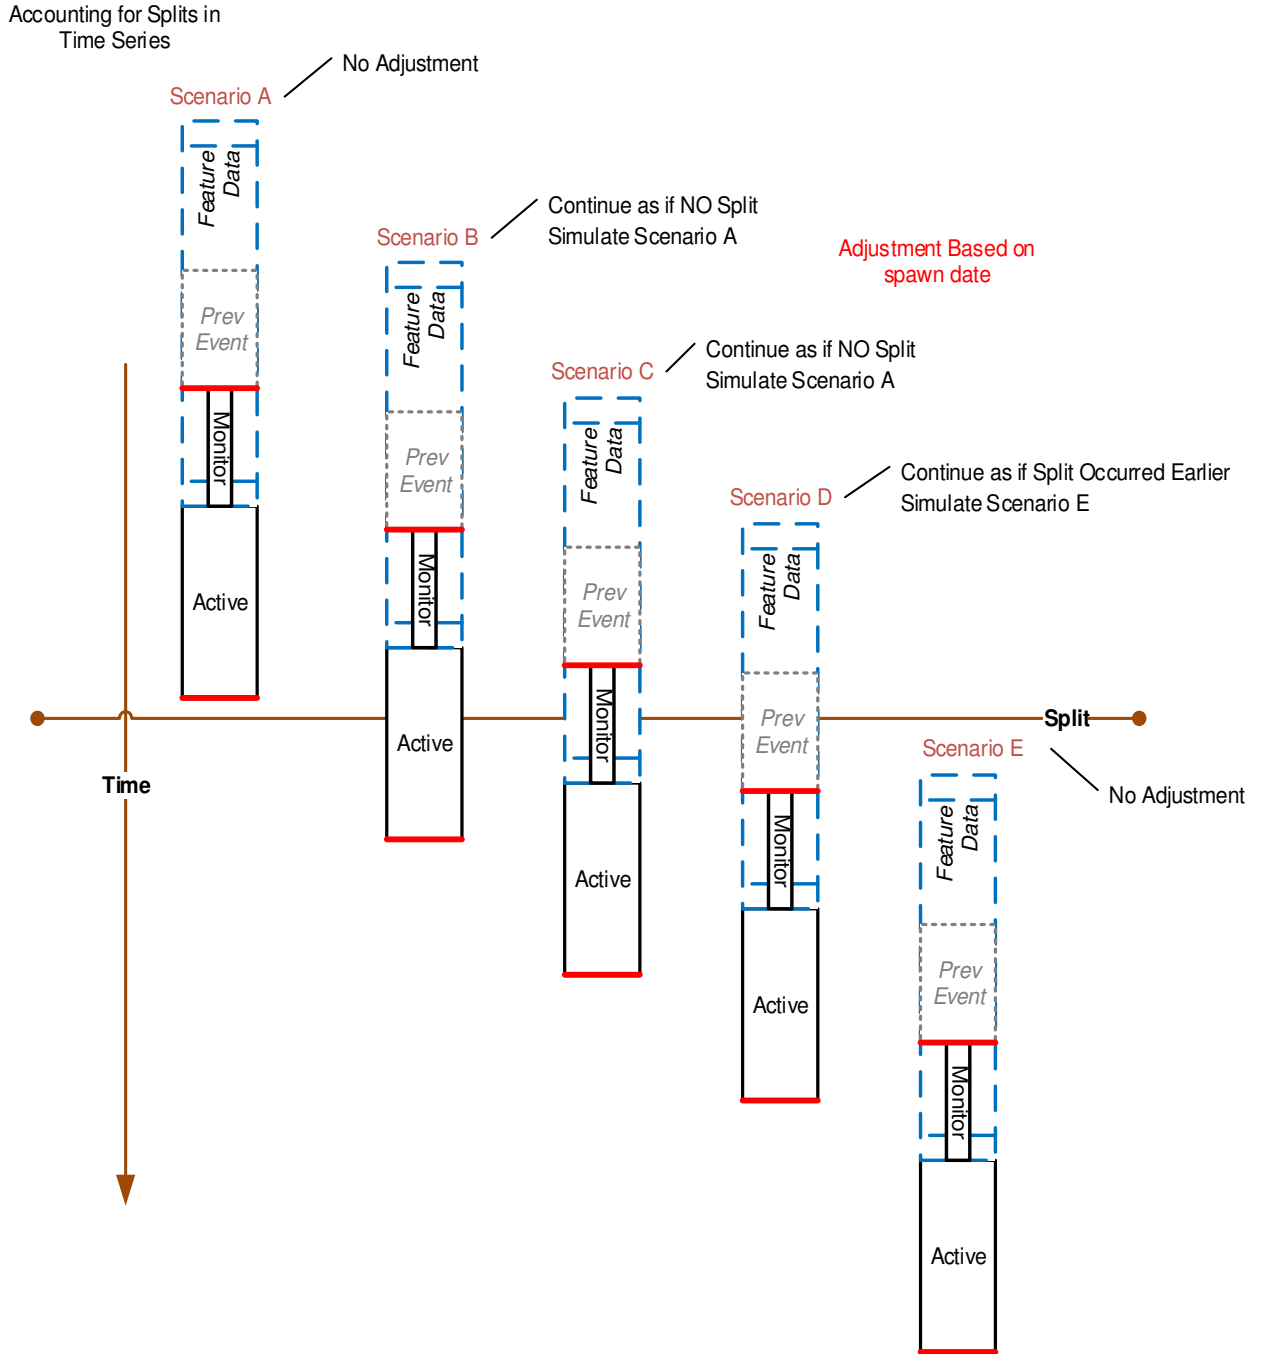 Accounting for Splits in
Time Series
No Adjustment
Scenario A
Feature
Data
Prev
Event
Monitor
Active
Continue as if NO Split
Simulate Scenario A
Scenario B
Feature
Data
Prev
Event
Monitor
Active
Adjustment Based on
spawn date
Continue as if NO Split
Simulate Scenario A
Scenario C
Feature
Data
Prev
Event
Monitor
Active
Continue as if Split Occurred Earlier
Simulate Scenario E
Scenario D
Feature
Data
Prev
Event
Monitor
Active
Split
Time
Scenario E
No Adjustment
Feature
Data
Prev
Event
Monitor
Active